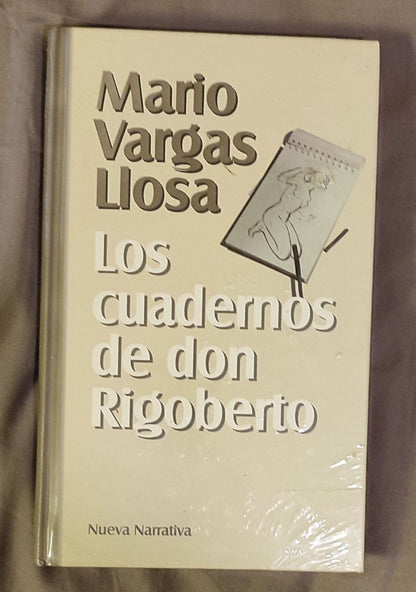 Mario
Vargas
Llosa
Los
cuadernos
de don
Rigoberto
Nueva Narrativa